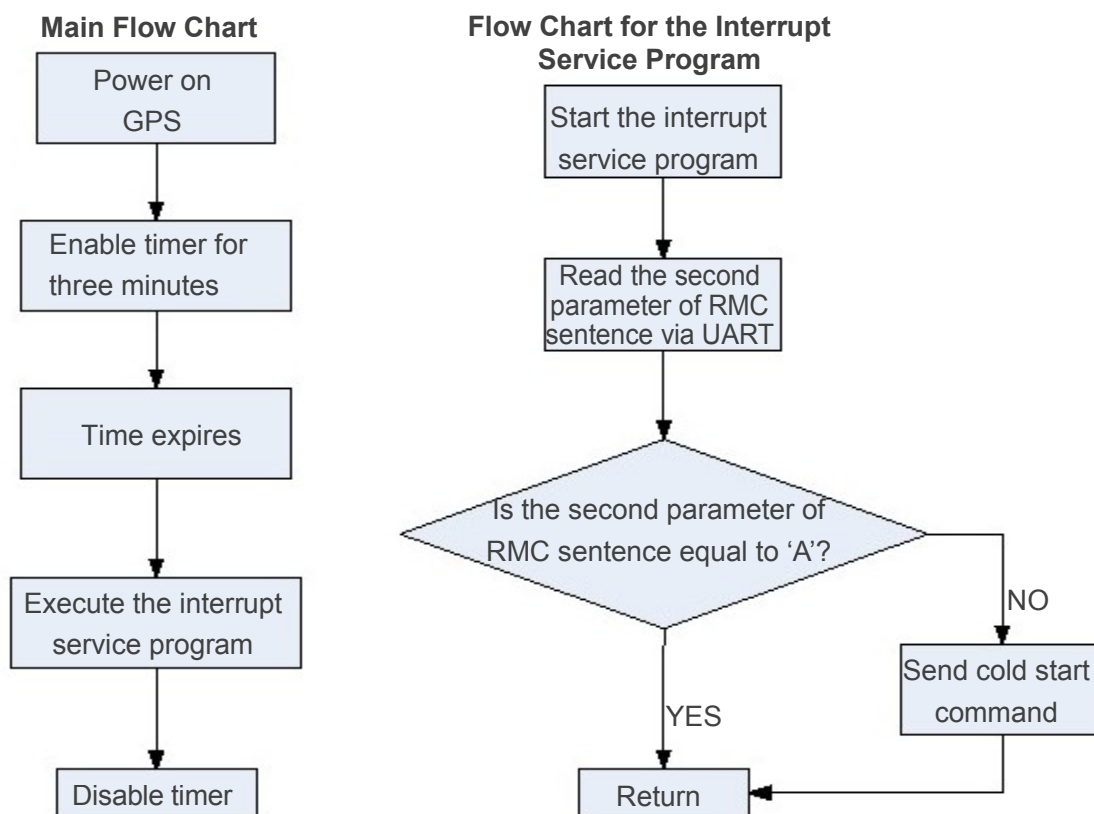 Main Flow Chart
Power on
GPS
Enable timer for
three minutes
Time expires
Execute the interrupt
service program
Disable timer
Flow Chart for the Interrupt
Service Program
Start the interrupt
service program
Read the second
parameter of RMC
sentence via UART
Is the second parameter of
RMC sentence equal to ‘A’?
NO
Send cold start
command
YES
Return